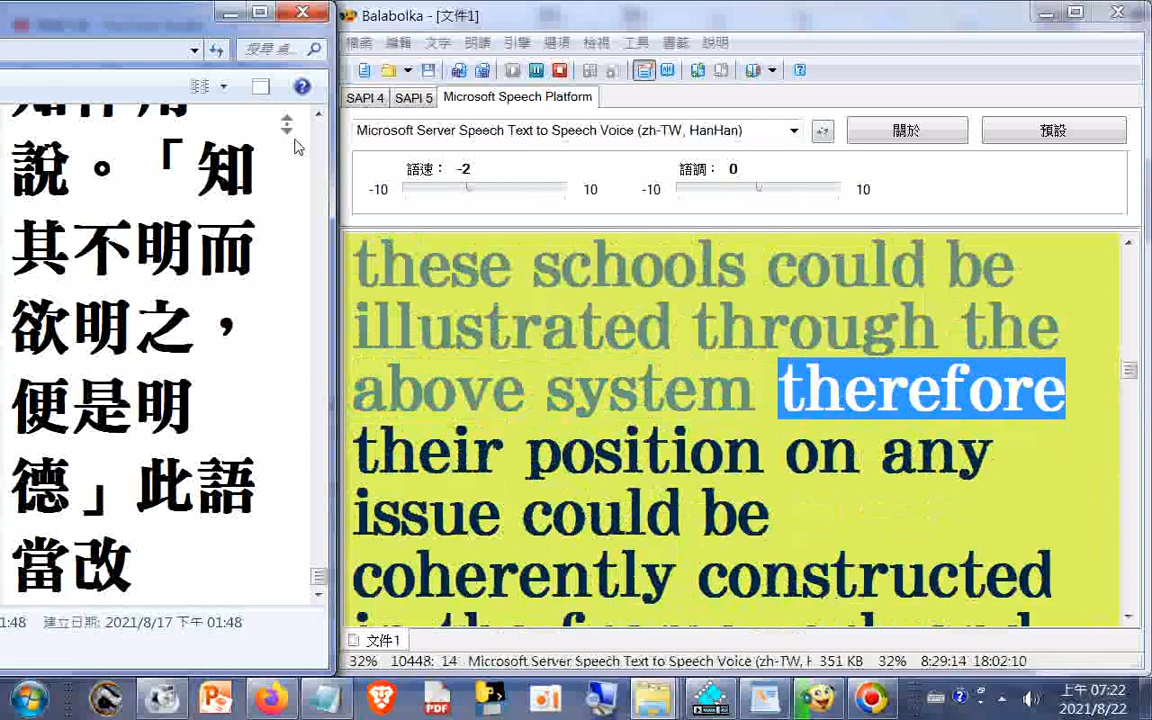 搜尋 桌...
說。「知
其不明而
欲明之，
便是明
德」此語
當改
1:48 建立日期: 2021/8/17 下午 01:48
Balabolka - [文件1]
檔案 編輯 文字 朗讀 引擎 選項 檢視 工具 書籤 說明
SAPI 4 SAPI 5 Microsoft Speech Platform
Microsoft Server Speech Text to Speech Voice (zh-TW, HanHan) 關於 預設
語速： -2 語調： 0
-10 10 -10 10
these schools could be
illustrated through the
above system therefore
their position on any
issue could be
coherently constructed
文件1
32% 10448: 14 Microsoft Server Speech Text to Speech Voice (zh-TW, H 351 KB 32% 8:29:14 18:02:10
PDF
上午 07:22
2021/8/22